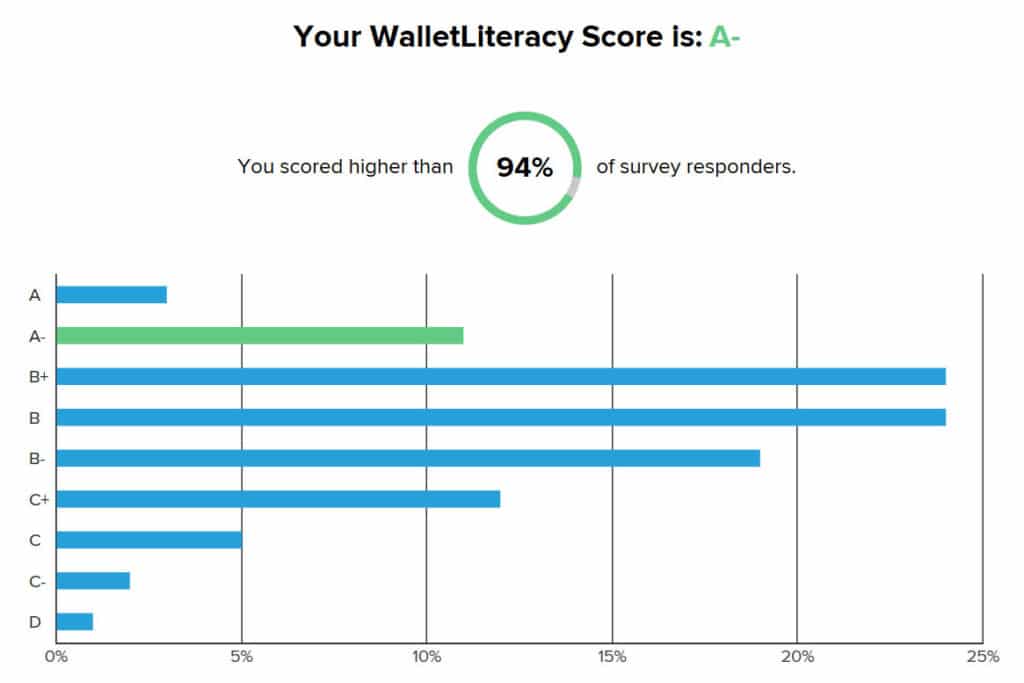 Your WalletLiteracy Score is: A-
You scored higher than 94% of survey responders.
A
A-
B+
B
B-
C+
C
C-
D
0% 5% 10% 15% 20% 25%